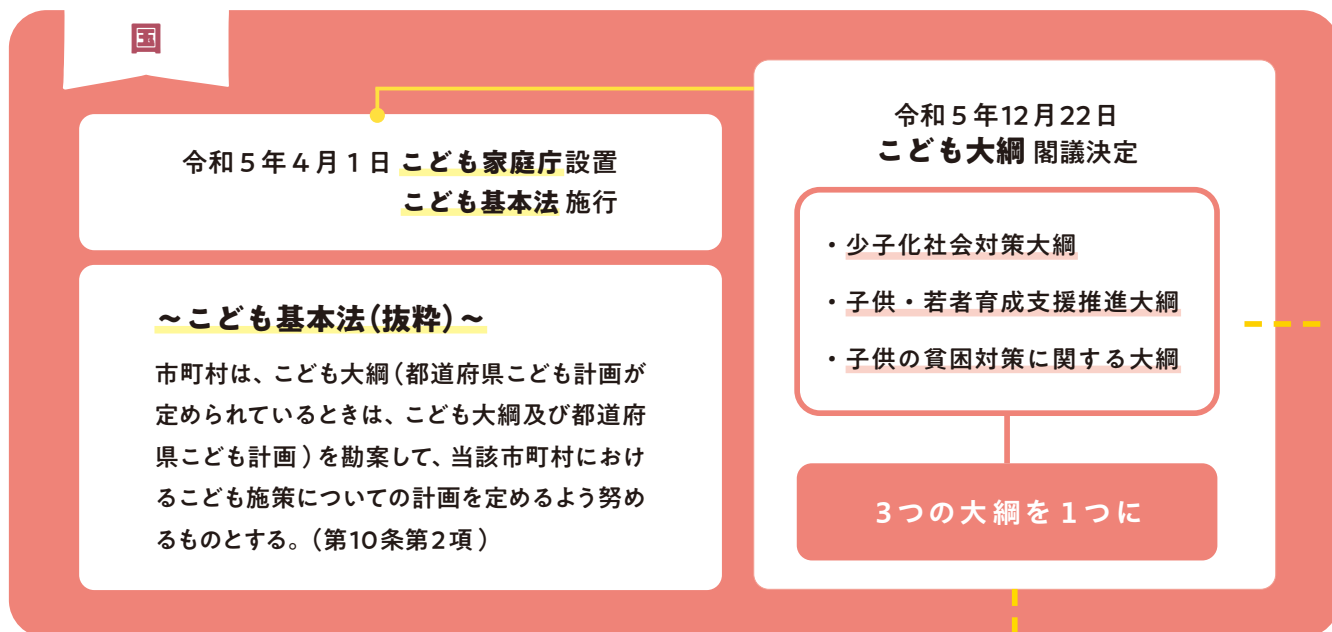 国
令和5年4月1日 こども家庭庁設置
こども基本法 施行
～こども基本法（抜粋）～
市町村は、こども大綱（都道府県こども計画が
定められているときは、こども大綱及び都道府
県こども計画）を勘案して、当該市町村におけ
るこども施策についての計画を定めるよう努め
るものとする。（第10条第2項）
令和5年12月22日
こども大綱 閣議決定
・少子化社会対策大綱
・子供・若者育成支援推進大綱
・子供の貧困対策に関する大綱
3つの大綱を1つに